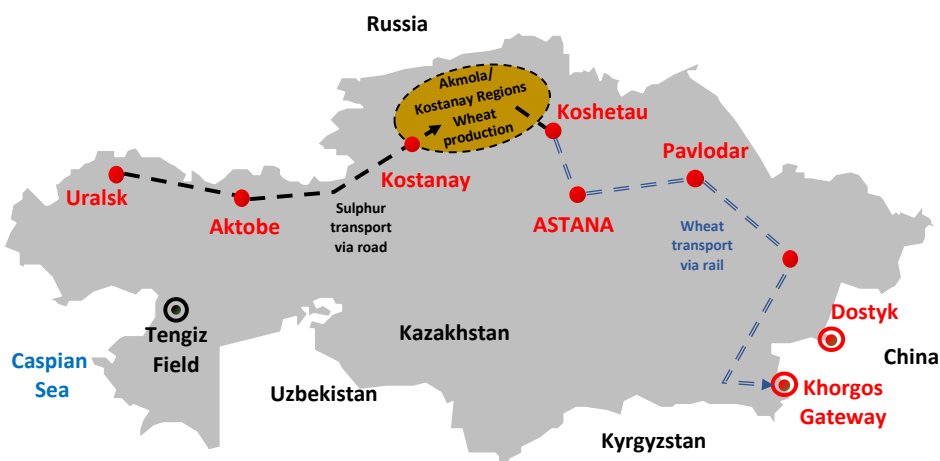 Russia
Akmola/
Kostanay Regions
Wheat
production
Koshetau
Pavlodar
Kostanay
Uralsk
Aktobe
Sulphur
transport
via road
ASTANA
Wheat
transport
via rail
Tengiz
Field
Kazakhstan
Dostyk
Caspian
Sea
China
Uzbekistan
Khorgos
Gateway
Kyrgyzstan